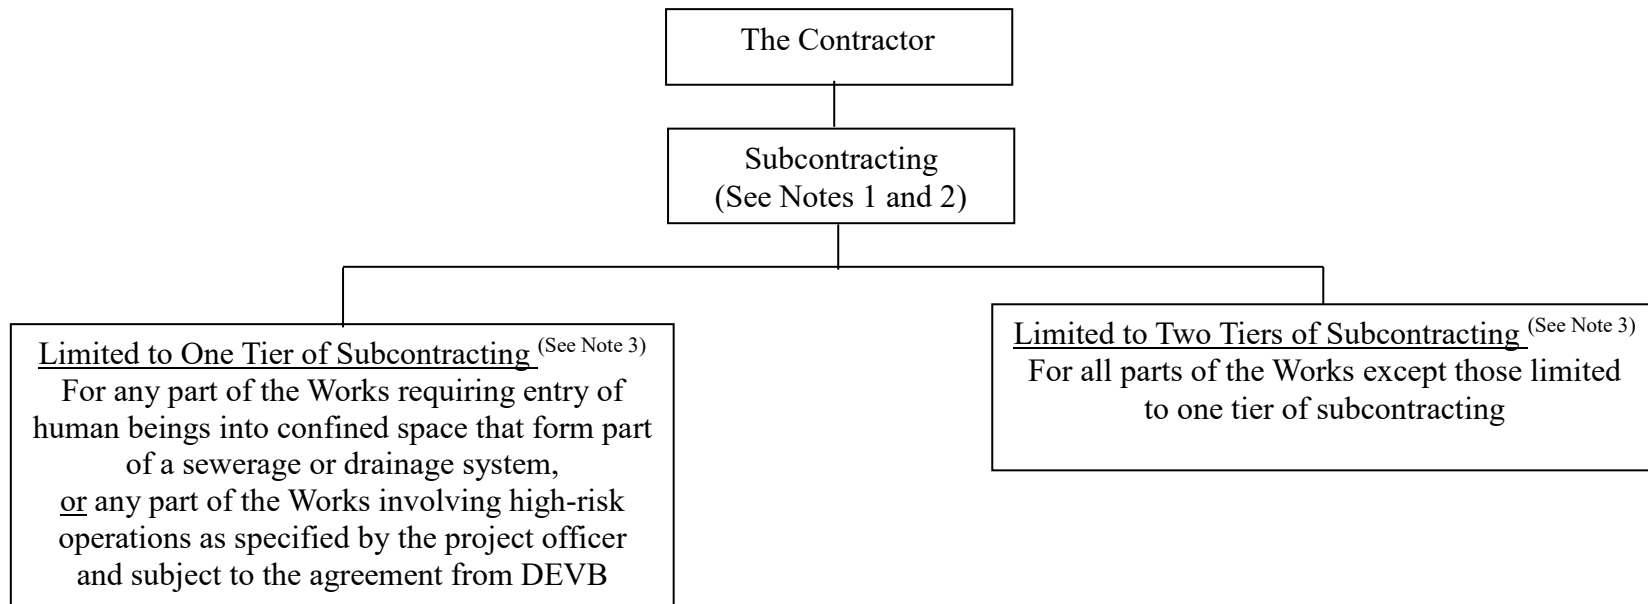 The Contractor
Subcontracting
(See Notes 1 and 2)
Limited to One Tier of Subcontracting (See Note 3)
For any part of the Works requiring entry of
human beings into confined space that form part
of a sewerage or drainage system,
or any part of the Works involving high-risk
operations as specified by the project officer
and subject to the agreement from DEVB
Limited to Two Tiers of Subcontracting (See Note 3)
For all parts of the Works except those limited
to one tier of subcontracting